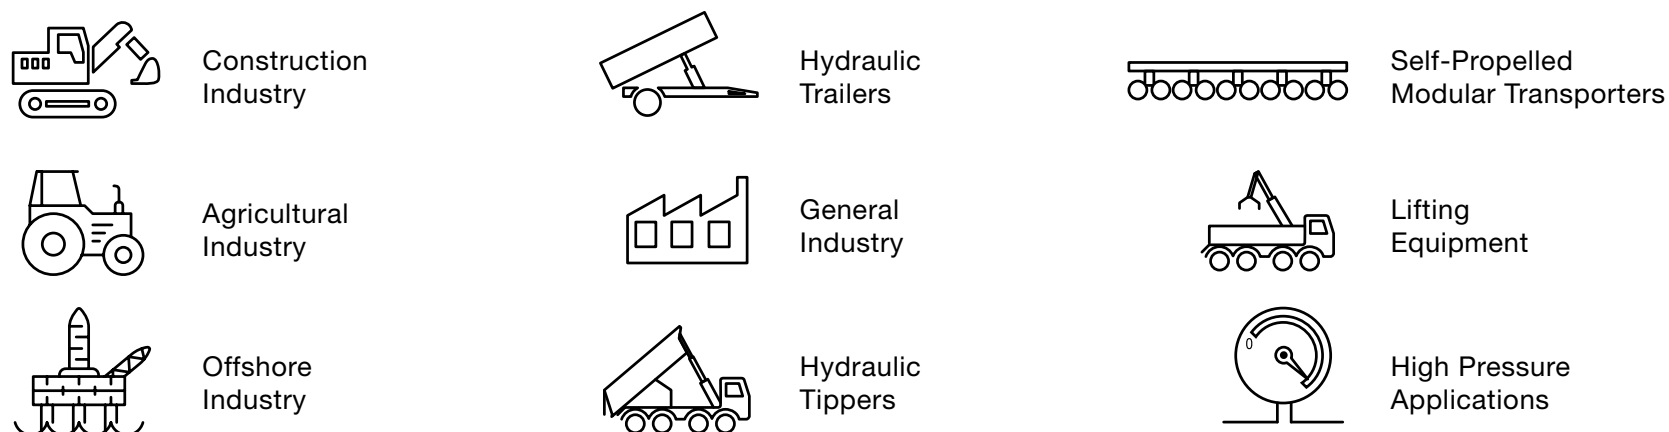 Construction
Industry
Hydraulic
Trailers
Self-Propelled
Modular Transporters
Agricultural
Industry
General
Industry
Lifting
Equipment
Offshore
Industry
Hydraulic
Tippers
0
High Pressure
Applications